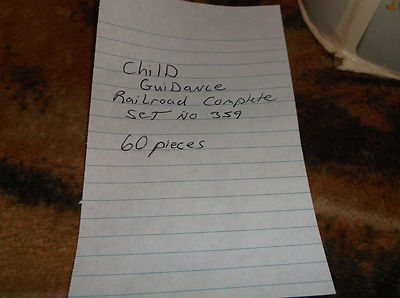 Child
GuiDance
Railroad Complete
SET NO 359
60 pieces